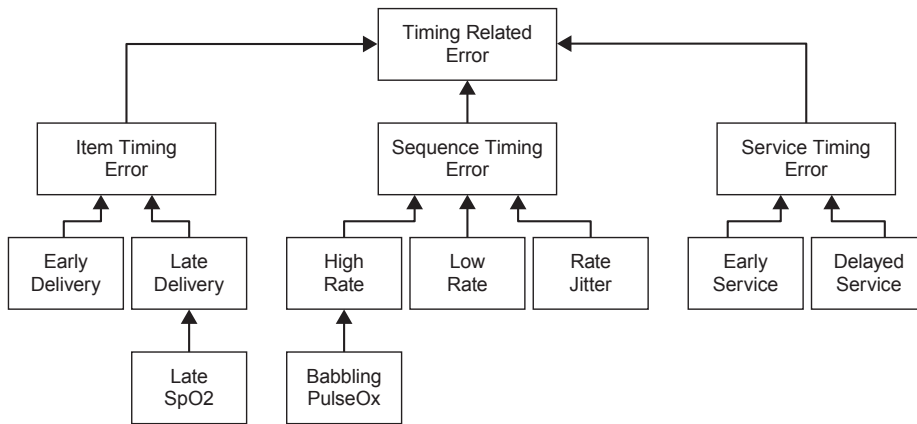 Timing Related
Error
Item Timing
Error
Sequence Timing
Error
Service Timing
Error
Early
Delivery
Late
Delivery
High
Rate
Low
Rate
Rate
Jitter
Early
Service
Delayed
Service
Late
SpO2
Babbling
PulseOx